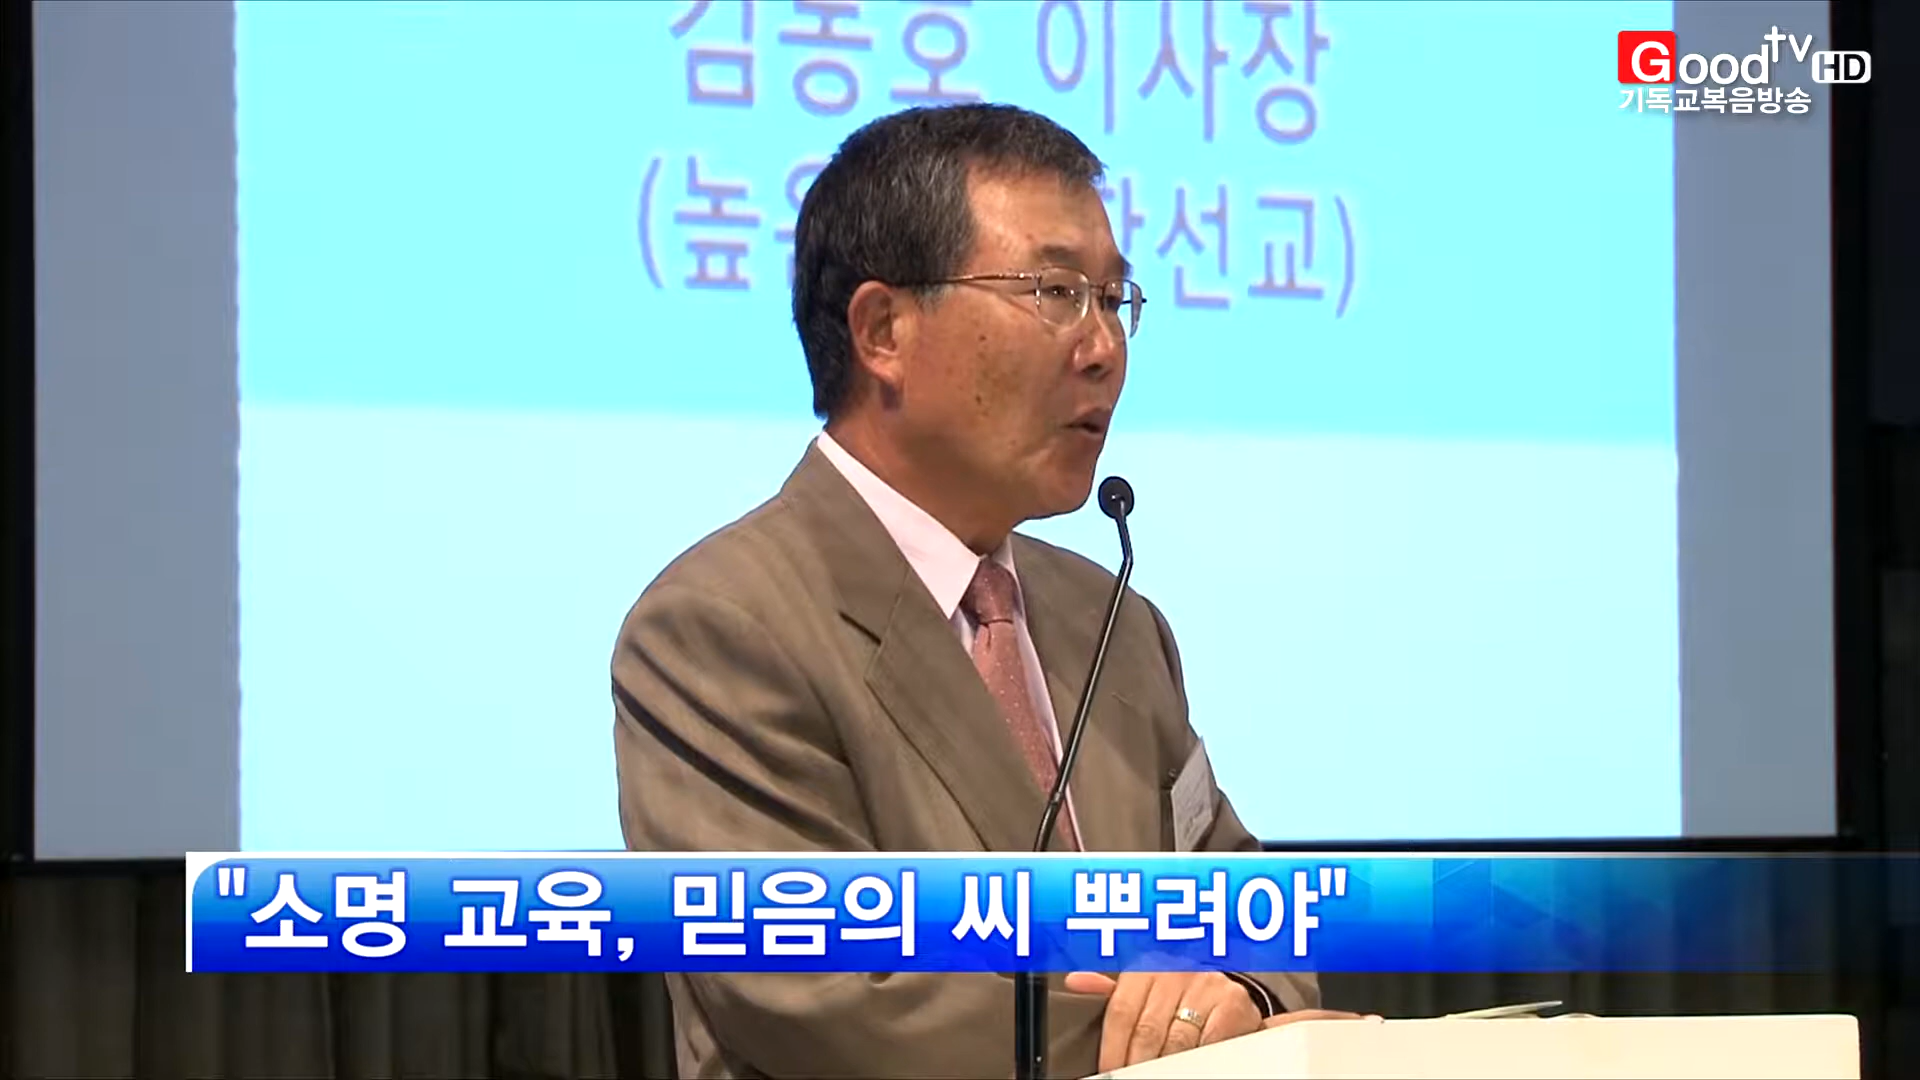 김동호 이사장
(높 선교)
Good tv HD
기독교복음방송
"소명 교육, 믿음의 씨 뿌려야"